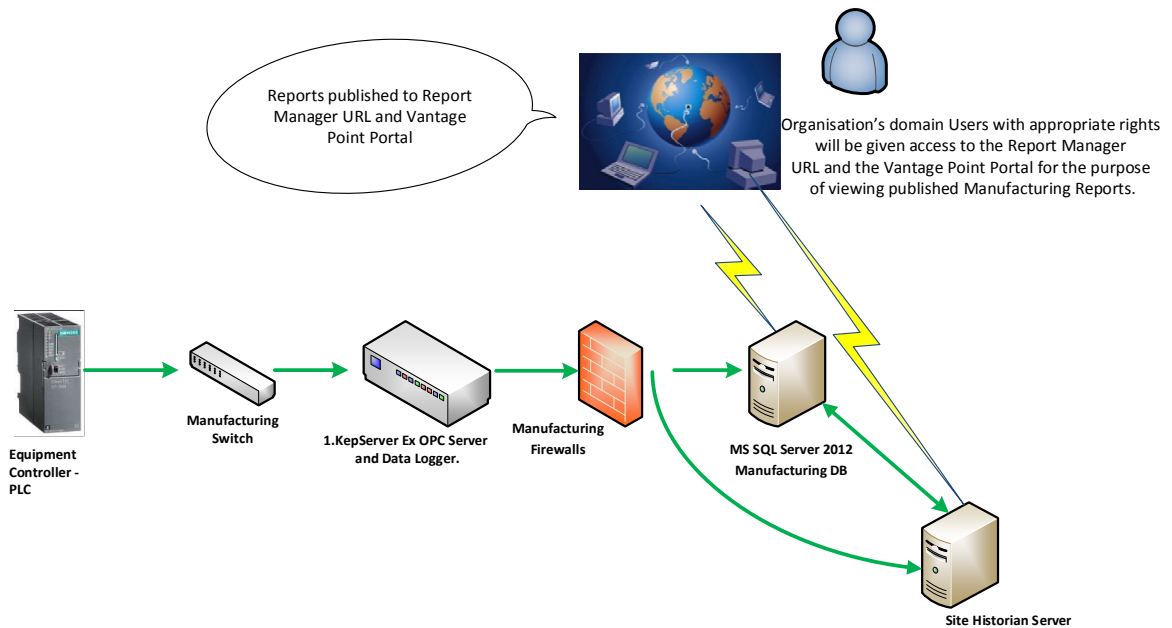 Reports published to Report
Manager URL and Vantage
Point Portal
Organisation's domain Users with appropriate rights
will be given access to the Report Manager
URL and the Vantage Point Portal for the purpose
of viewing published Manufacturing Reports.
SIEMENS
Equipment
Controller -
PLC
Manufacturing
Switch
1.KepServer Ex OPC Server
and Data Logger.
Manufacturing
Firewalls
MS SQL Server 2012
Manufacturing DB
Site Historian Server